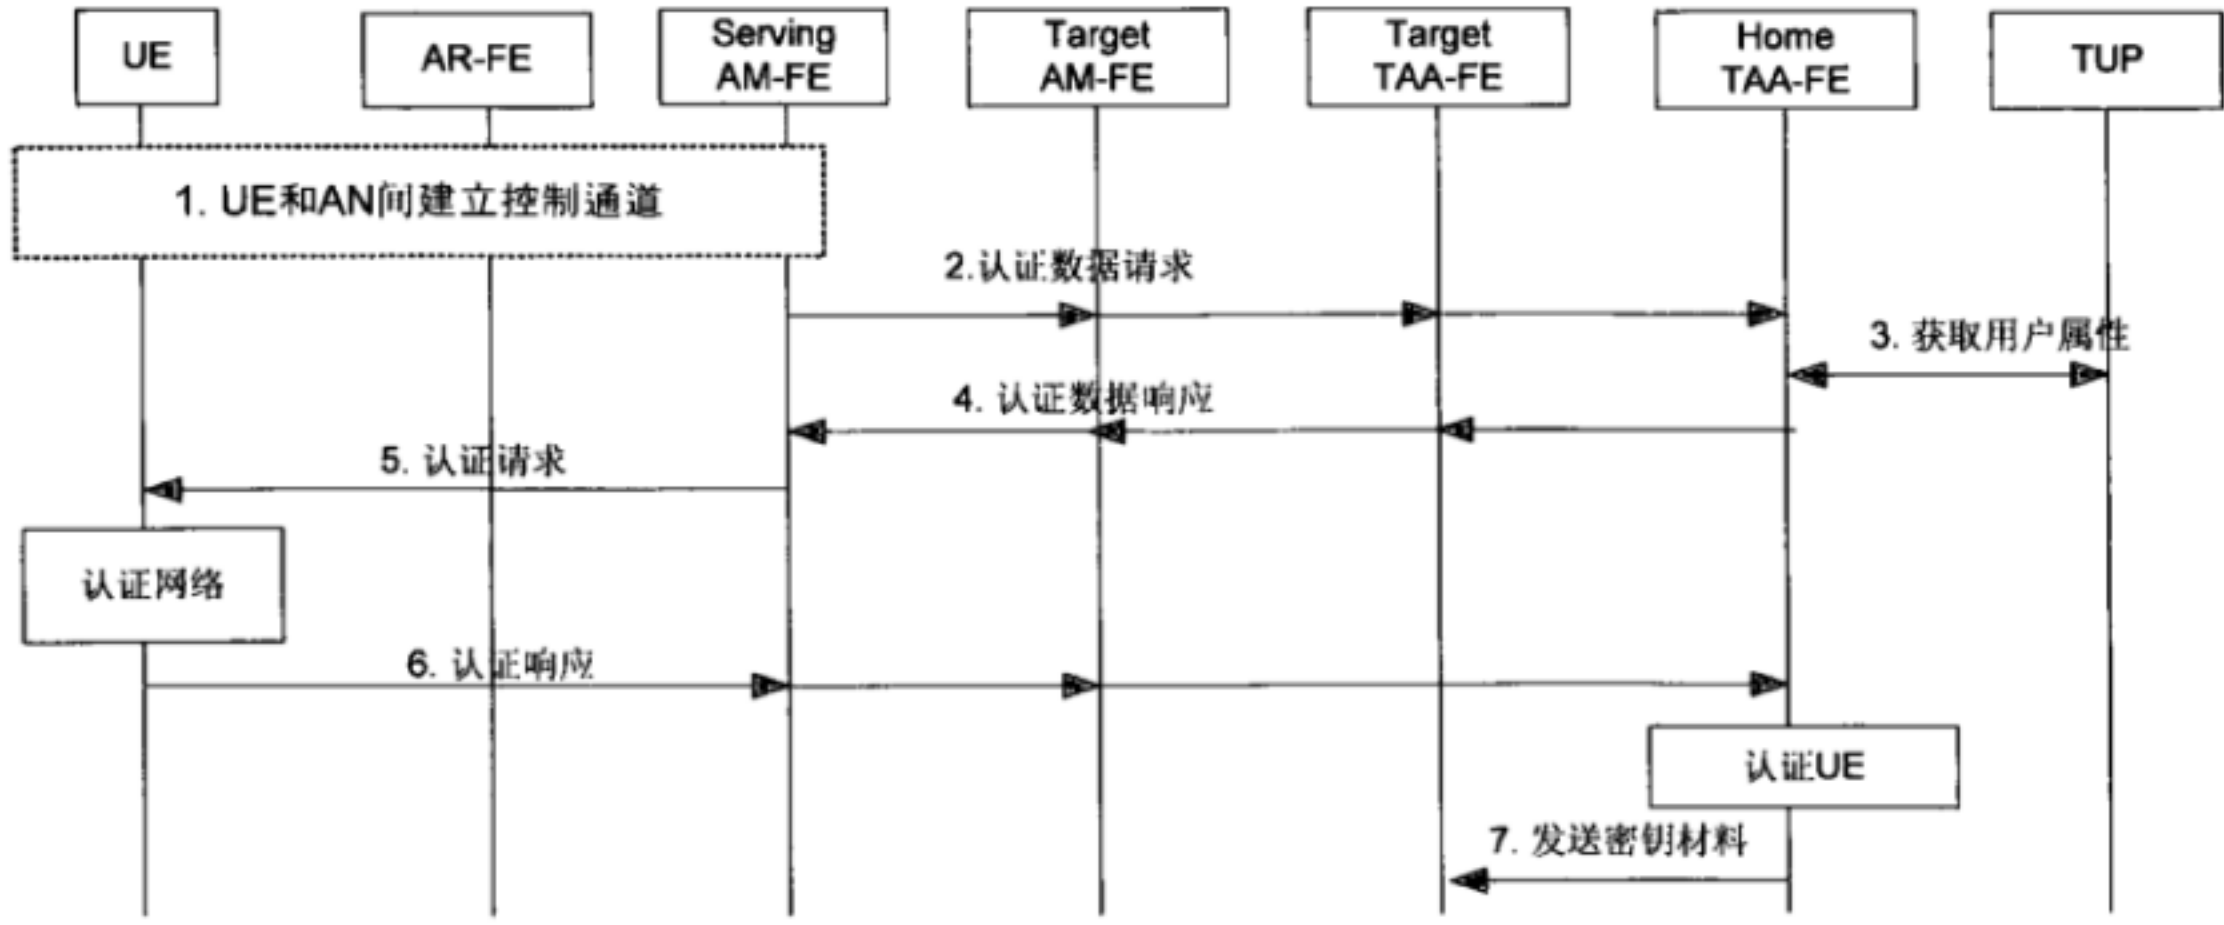 UE
AR-FE
Serving
AM-FE
Target
AM-FE
Target
TAA-FE
Home
TAA-FE
TUP
1. UE和AN间建立控制通道
2.认证数据请求
3. 获取用户属性
4. 认证数据响应
5. 认证请求
认证网络
6. 认证响应
认证UE
7. 发送密钥材料